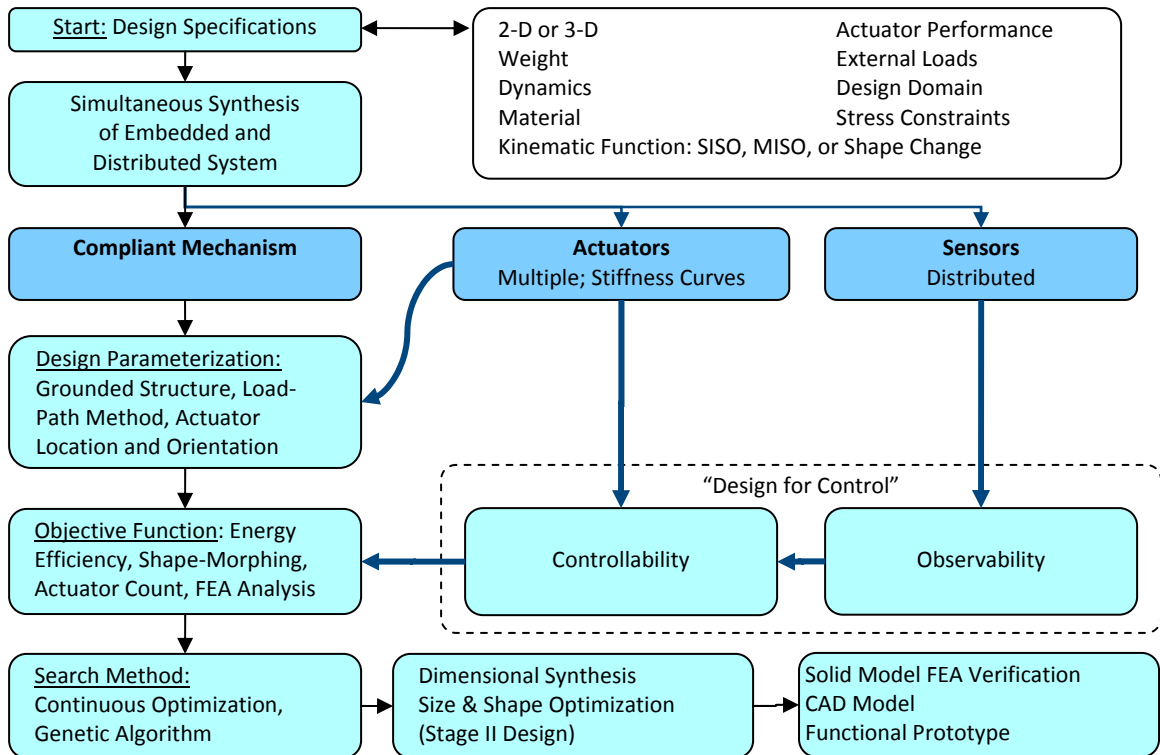 Start: Design Specifications
2-D or 3-D
Weight
Dynamics
Material
Actuator Performance
External Loads
Design Domain
Stress Constraints
Kinematic Function: SISO, MISO, or Shape Change
Simultaneous Synthesis
of Embedded and
Distributed System
Compliant Mechanism
Actuators
Multiple; Stiffness Curves
Sensors
Distributed
Design Parameterization:
Grounded Structure, Load-
Path Method, Actuator
Location and Orientation
“Design for Control”
Objective Function: Energy
Efficiency, Shape-Morphing,
Actuator Count, FEA Analysis
Controllability
Observability
Search Method:
Continuous Optimization,
Genetic Algorithm
Dimensional Synthesis
Size & Shape Optimization
(Stage II Design)
Solid Model FEA Verification
CAD Model
Functional Prototype